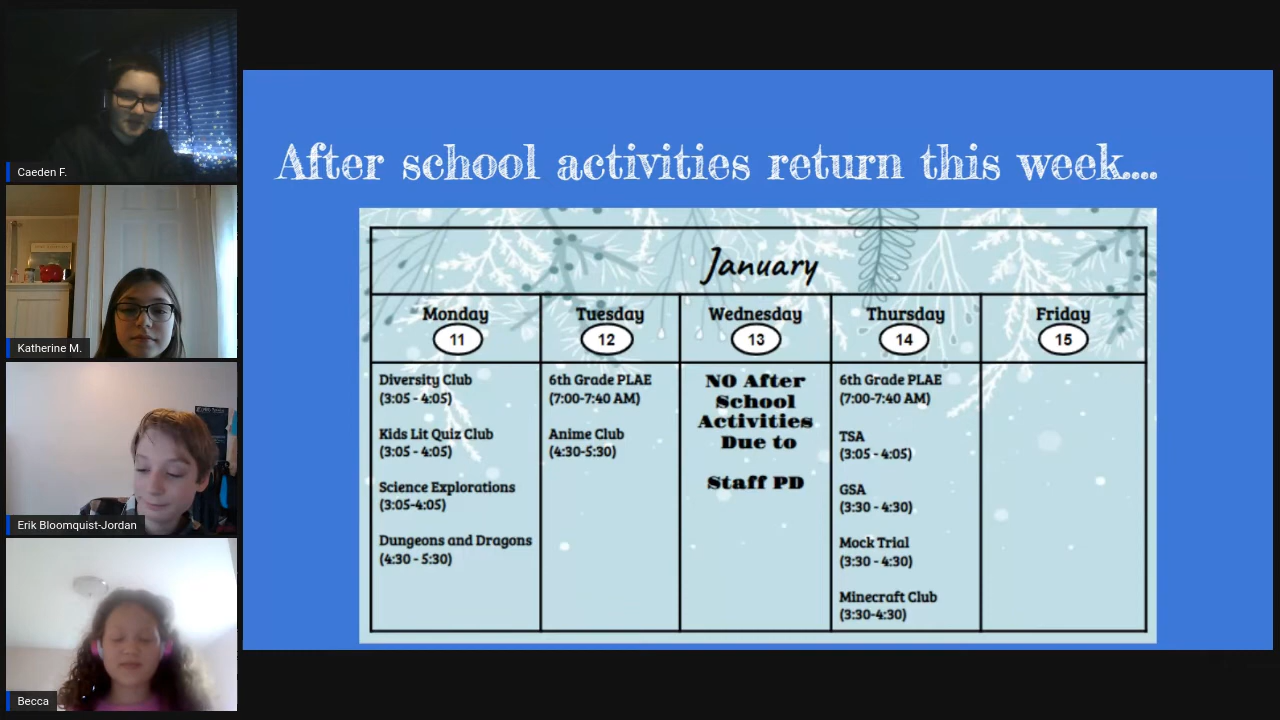 Caeden F.
Katherine M.
Erik Bloomquist-Jordan
Becca
After school activities return this week....
January
Monday
11
Diversity Club
(3:05 - 4:05)
Kids Lit Quiz Club
(3:05 - 4:05)
Science Explorations
(3:05-4:05)
Dungeons and Dragons
(4:30 - 5:30)
Tuesday
12
6th Grade PLAE
(7:00-7:40 AM)
Anime Club
(4:30-5:30)
Wednesday
13
NO After
School
Activities
Due to
Staff PD
Thursday
14
6th Grade PLAE
(7:00-7:40 AM)
TSA
(3:05 - 4:05)
GSA
(3:30 - 4:30)
Mock Trial
(3:30 - 4:30)
Minecraft Club
(3:30-4:30)
Friday
15